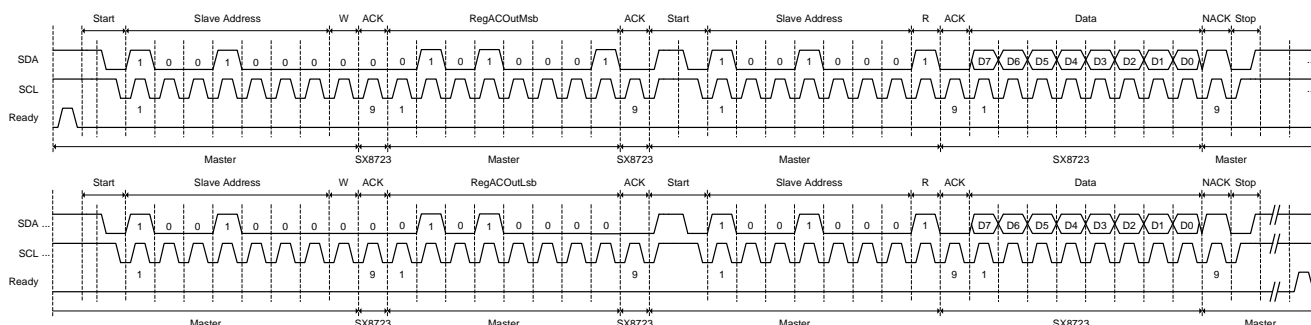 Start Slave Address W ACK RegACOutMsb ACK Start Slave Address R ACK Data NACK Stop
SDA 1 0 0 1 0 0 0 0 0 0 1 0 1 0 0 0 1 1 0 0 1 0 0 0 1 D7 D6 D5 D4 D3 D2 D1 D0 ...
SCL ...
1 9 1 9 1 9 1 9
Ready
Master SX8723 Master SX8723 Master SX8723 Master
Start Slave Address W ACK RegACOutLsb ACK Start Slave Address R ACK Data NACK Stop
SDA ... 1 0 0 1 0 0 0 0 0 0 1 0 1 0 0 0 0 1 0 0 1 0 0 0 1 D7 D6 D5 D4 D3 D2 D1 D0
SCL ...
1 9 1 9 1 9 1 9
Ready
Master SX8723 Master SX8723 Master SX8723 Master